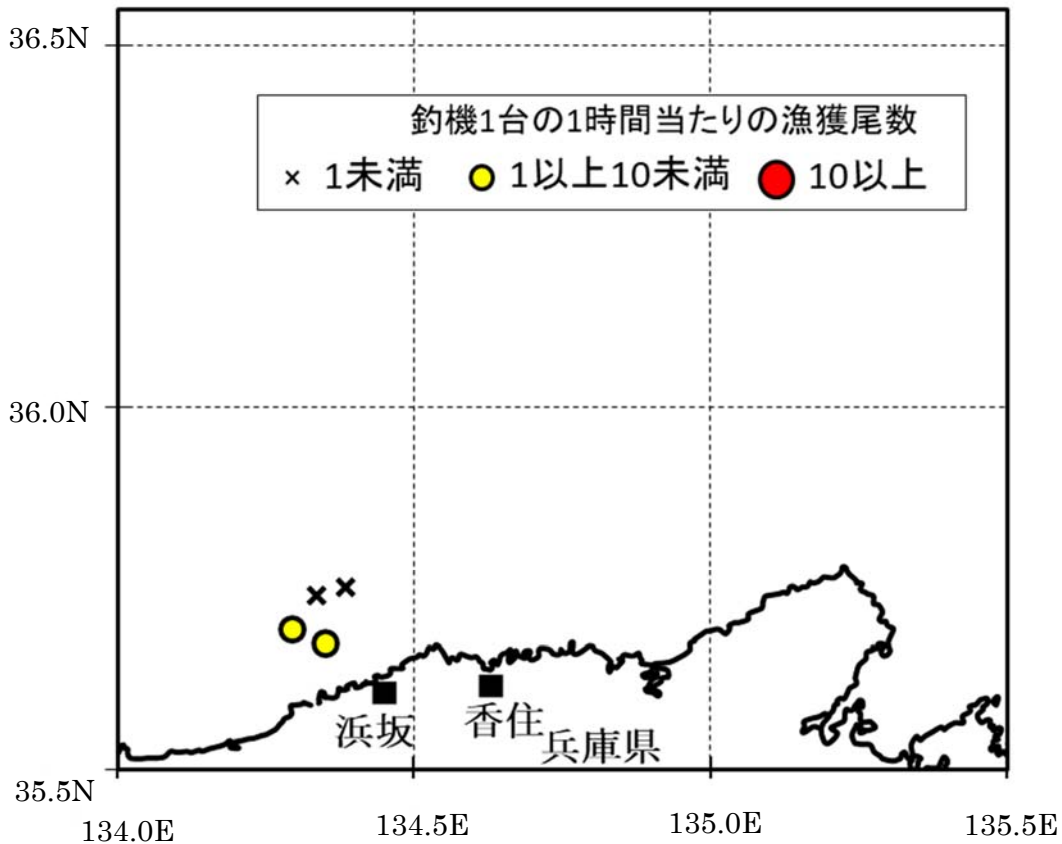 36.5N
釣機1台の1時間当たりの漁獲尾数
× 1未満 1以上10未満 10以上
36.0N
浜坂
香住
兵庫県
35.5N
134.0E 134.5E 135.0E 135.5E